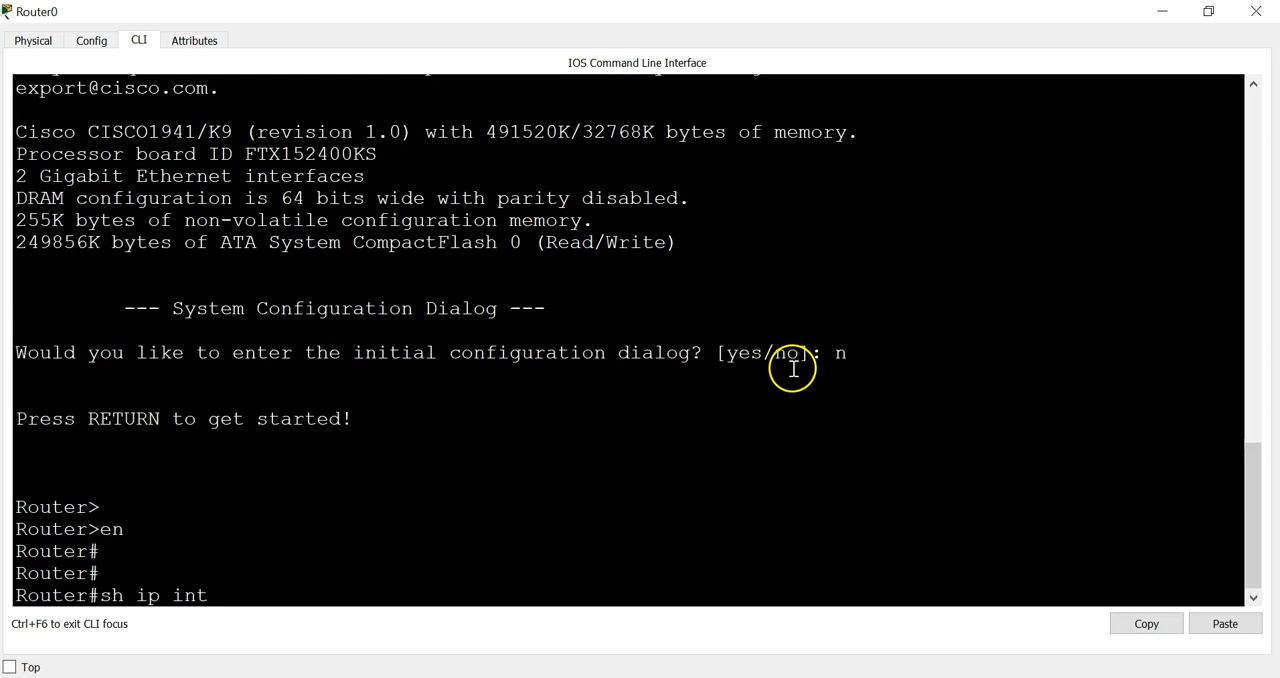 Router0
Physical Config CLI Attributes
IOS Command Line Interface
export@cisco.com.
Cisco CISCO1941/K9 (revision 1.0) with 491520K/32768K bytes of memory.
Processor board ID FTX152400KS
2 Gigabit Ethernet interfaces
DRAM configuration is 64 bits wide with parity disabled.
255K bytes of non-volatile configuration memory.
249856K bytes of ATA System CompactFlash 0 (Read/Write)
--- System Configuration Dialog ---
Would you like to enter the initial configuration dialog? [yes/no]: n
Press RETURN to get started!
Router>
Router>en
Router#
Router#
Router#sh ip int
Ctrl+F6 to exit CLI focus
Copy Paste
Top